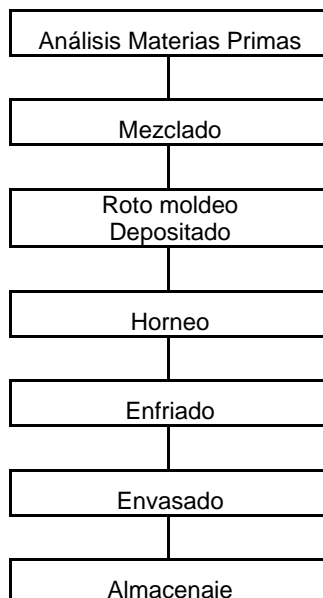 Análisis Materias Primas
Mezclado
Roto moldeo
Depositado
Horneo
Enfriado
Envasado
Almacenaje